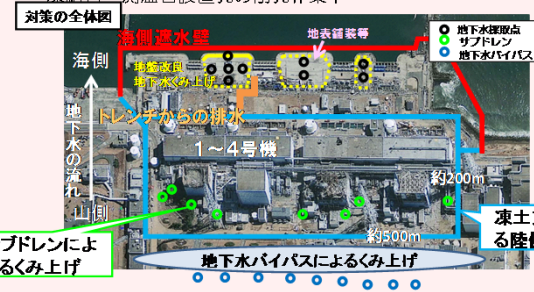 対策の全体図
海側遮水壁
地表舗装等
地下水採取点
サブドレン
地下水バイパス
海側
地盤改良
地下水くみ上げ
トレンチからの排水
地下水の流れ
1～4号機
約200m
山側
ブドレンによ
るくみ上げ
約500m
凍土
る陸
地下水バイパスによるくみ上げ